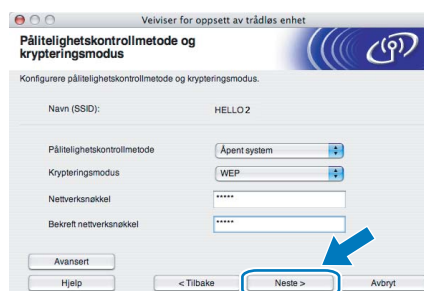 Veiviser for oppsett av trådløs enhet
Pålitelighetskontrollmetode og
krypteringsmodus
Konfigurere pålitelighetskontrollmetode og krypteringsmodus.
Navn (SSID): HELLO2
Pålitelighetskontrollmetode Åpent system
Krypteringsmodus WEP
Nettverksnøkkel *****
Bekreft nettverksnøkkel *****
Avansert
Hjelp < Tilbake Neste > Avbryt